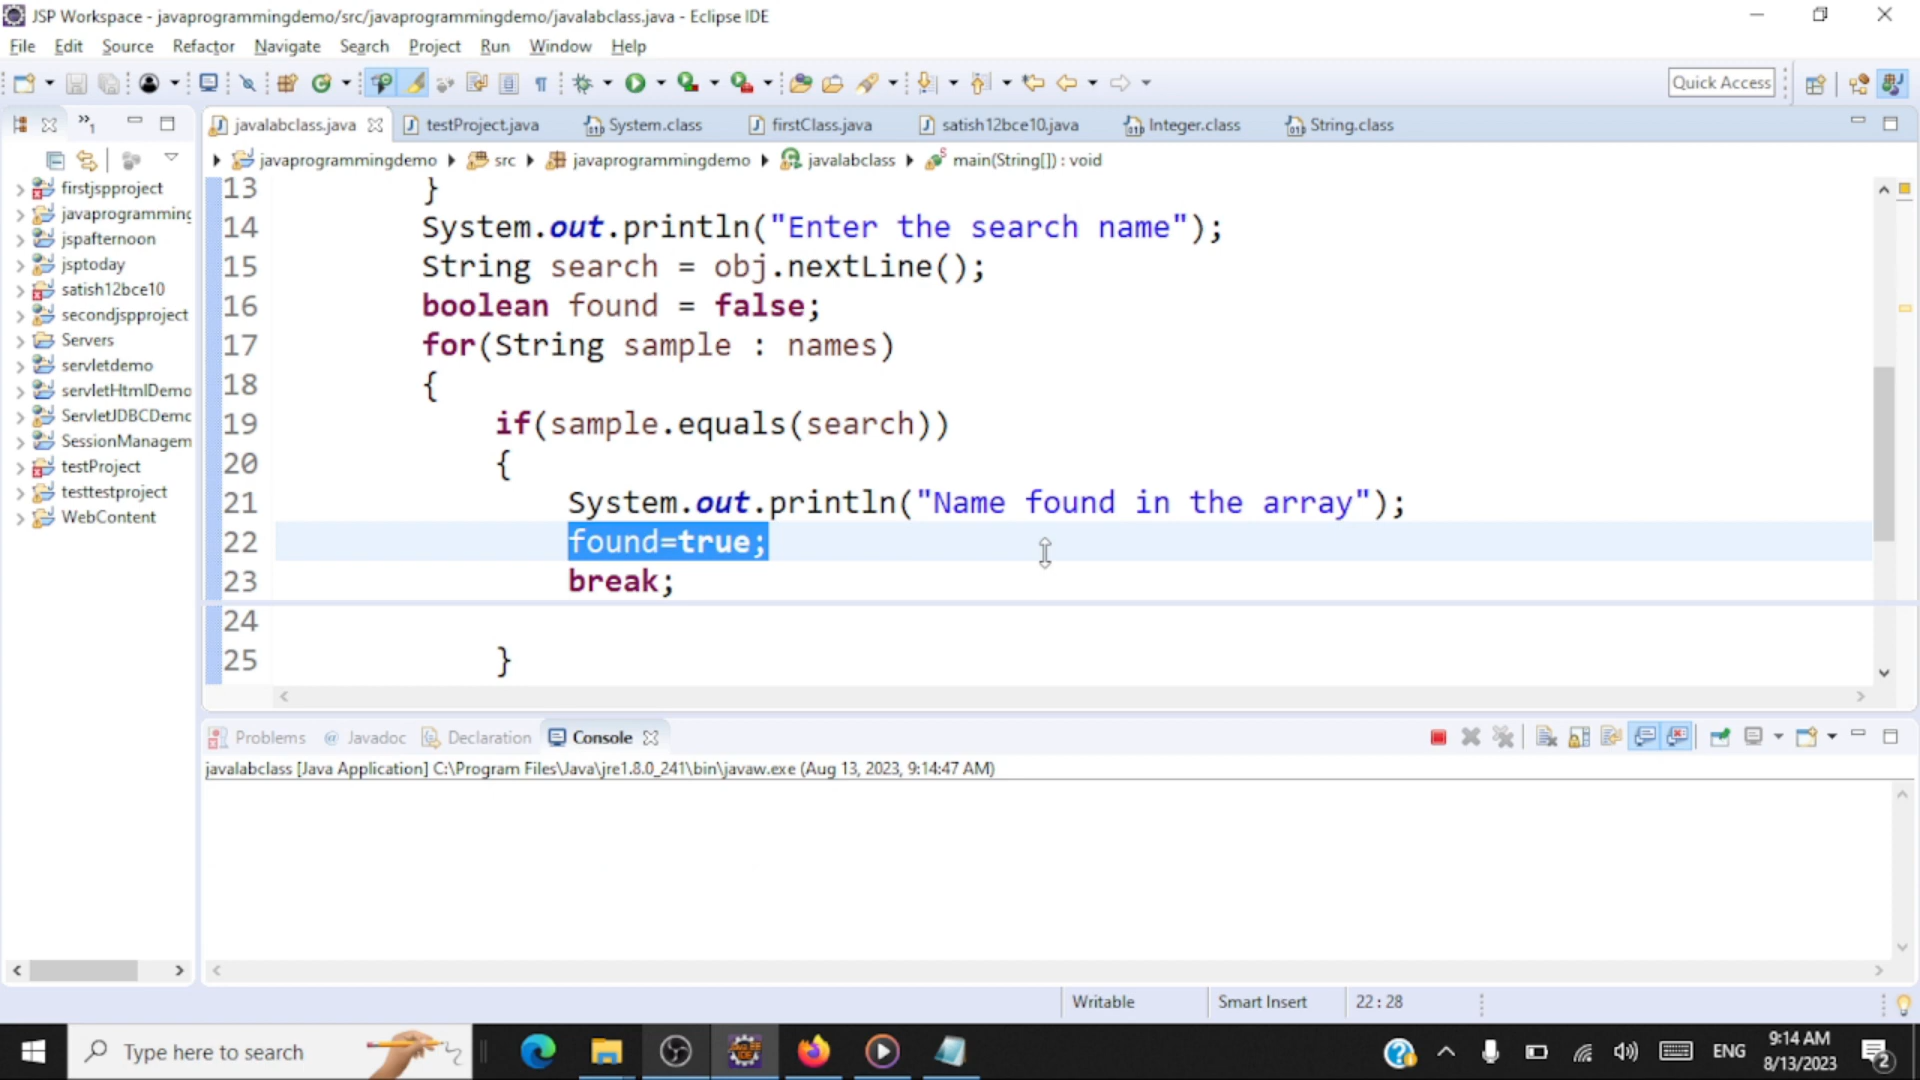 JSP Workspace - javaprogrammingdemo/src/javaprogrammingdemo/javalabclass.java - Eclipse IDE
File Edit Source Refactor Navigate Search Project Run Window Help
Quick Access
»1
javalabclass.java testProject.java System.class firstClass.java satish12bce10.java Integer.class String.class
javaprogrammingdemo src javaprogrammingdemo javalabclass main(String[]) : void
firstjspproject
javaprogramming
jspafternoon
jsptoday
satish12bce10
secondjspproject
Servers
servletdemo
servletHtmlDemo
ServletJDBCDemo
SessionManagem
testProject
testtestproject
WebContent
13 }
14 System.out.println("Enter the search name");
15 String search = obj.nextLine();
16 boolean found = false;
17 for(String sample : names)
18 {
19 if(sample.equals(search))
20 {
21 System.out.println("Name found in the array");
22 found=true;
23 break;
24
25 }
Problems @ Javadoc Declaration Console
javalabclass [Java Application] C:\Program Files\Java\jre1.8.0_241\bin\javaw.exe (Aug 13, 2023, 9:14:47 AM)
Writable Smart Insert 22 : 28
Type here to search
ENG
9:14 AM
8/13/2023
2